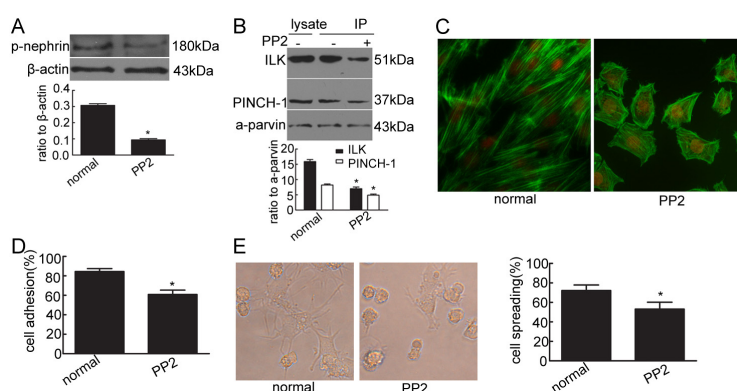 A
p-nephrin
180kDa
β-actin
43kDa
ratio to β-actin
0.4
0.3
0.2
0.1
0.0
*
normal
PP2
B
lysate IP
PP2 - - +
ILK
51kDa
PINCH-1
37kDa
a-parvin
43kDa
ratio to a-parvin
20
15
10
5
0
ILK
PINCH-1
* *
normal
PP2
C
normal
PP2
D
cell adhesion(%)
100
80
60
40
20
0
*
normal
PP2
E
normal
PP2
cell spreading(%)
100
80
60
40
20
0
*
normal
PP2